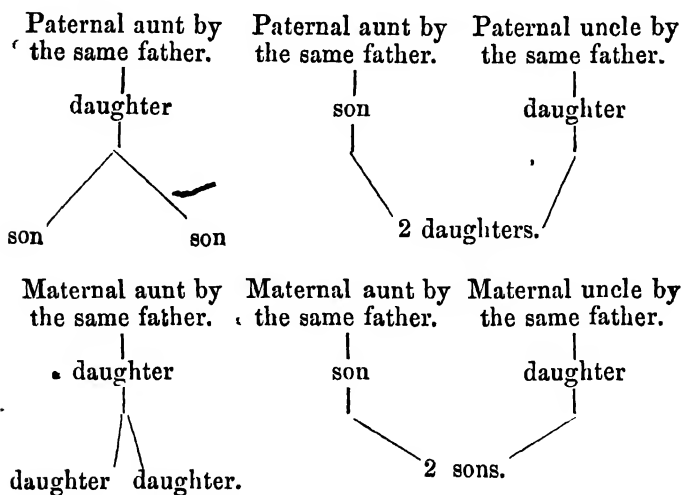 Paternal aunt by Paternal aunt by Paternal uncle by
the same father. the same father. the same father.
daughter son daughter
son son 2 daughters.
Maternal aunt by Maternal aunt by Maternal uncle by
the same father. the same father. the same father.
daughter son daughter
daughter daughter. 2 sons.